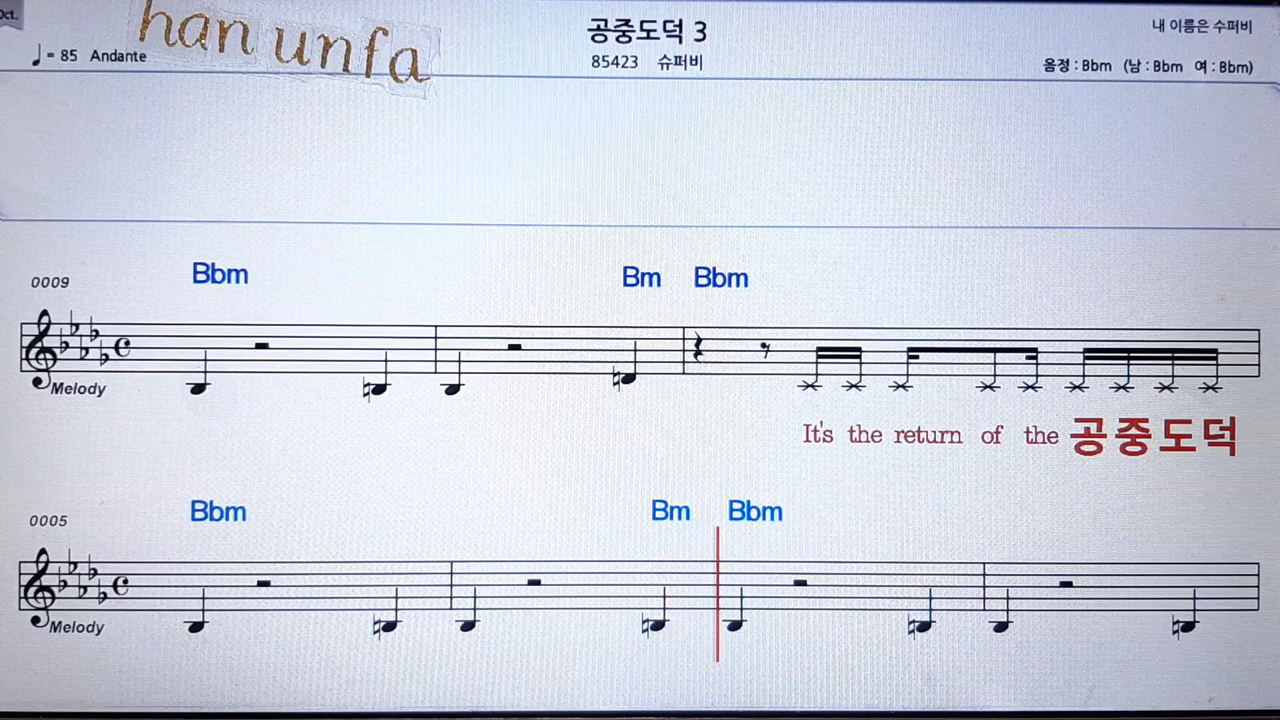 Oct.
han unfa
공중도덕 3
내 이름은 수퍼비
♩= 85 Andante
85423 슈퍼비
음정 : Bbm (남 : Bbm 여 : Bbm)
0009 Bbm Bm Bbm
Melody
It's the return of the 공중도덕
0005 Bbm Bm Bbm
Melody